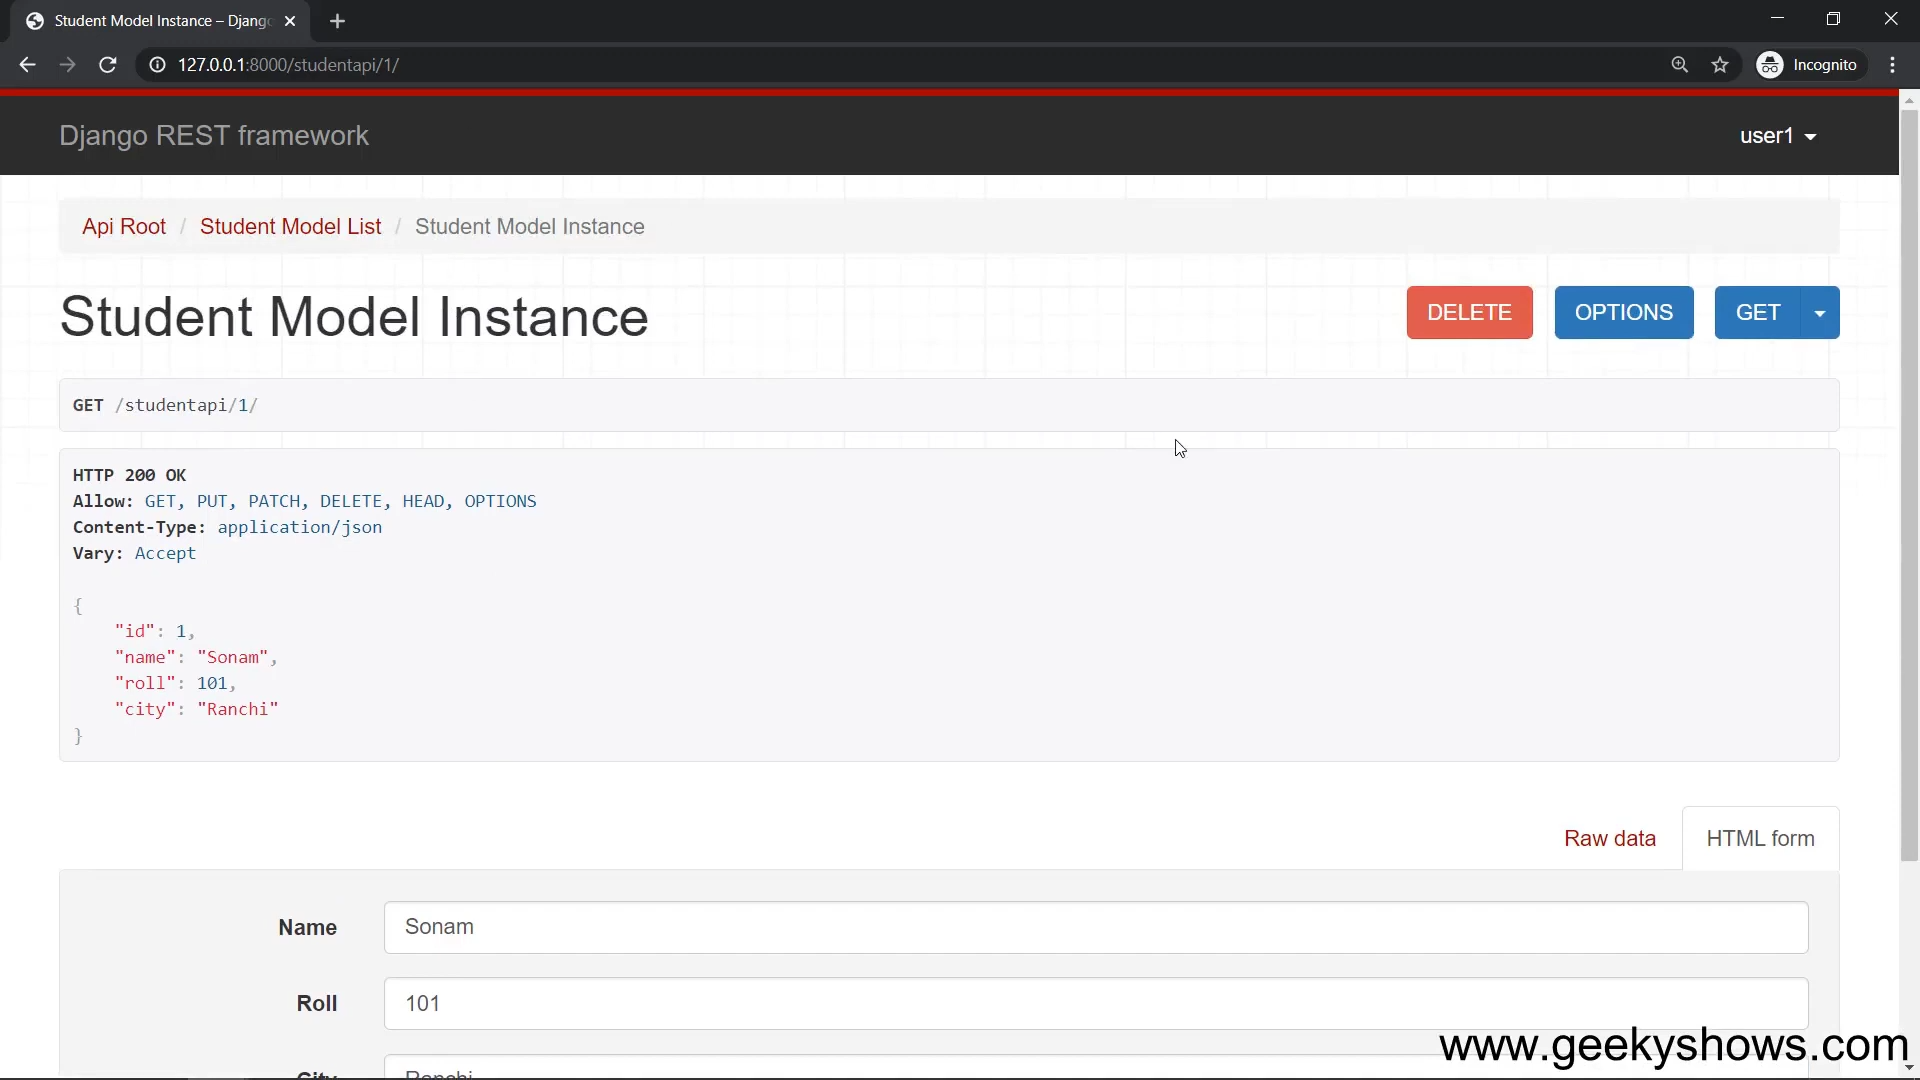 Student Model Instance – Django
127.0.0.1:8000/studentapi/1/
Incognito
Django REST framework
user1
Api Root / Student Model List / Student Model Instance
Student Model Instance
DELETE
OPTIONS
GET
GET /studentapi/1/
HTTP 200 OK
Allow: GET, PUT, PATCH, DELETE, HEAD, OPTIONS
Content-Type: application/json
Vary: Accept
{
"id": 1,
"name": "Sonam",
"roll": 101,
"city": "Ranchi"
}
Raw data
HTML form
Name
Sonam
Roll
101
City
Ranchi
www.geekyshows.com